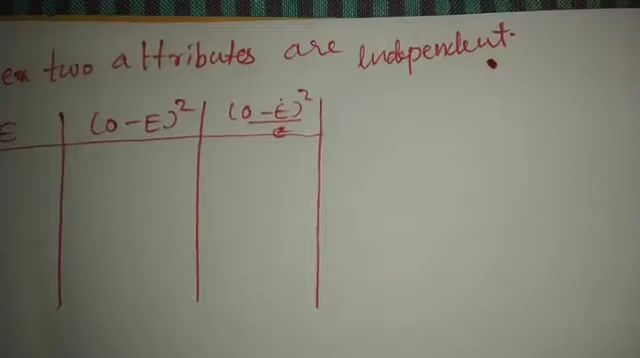 two attributes are independent.
E (O-E)² (O-E)²/E